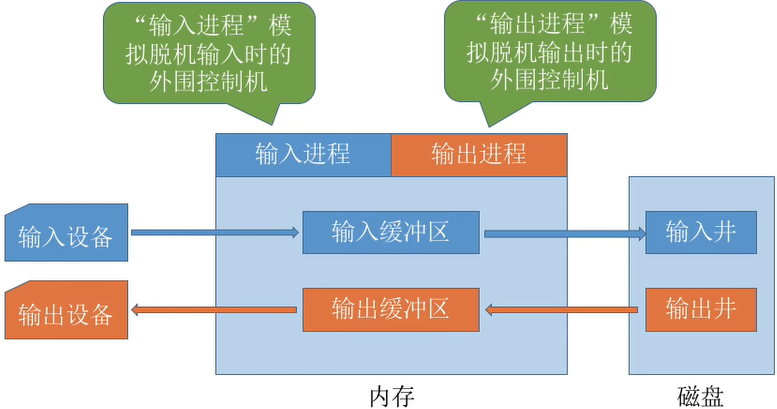 “输入进程”模
拟脱机输入时的
外围控制机
“输出进程”模
拟脱机输出时的
外围控制机
输入进程
输出进程
输入设备
输入缓冲区
输入井
输出设备
输出缓冲区
输出井
内存
磁盘